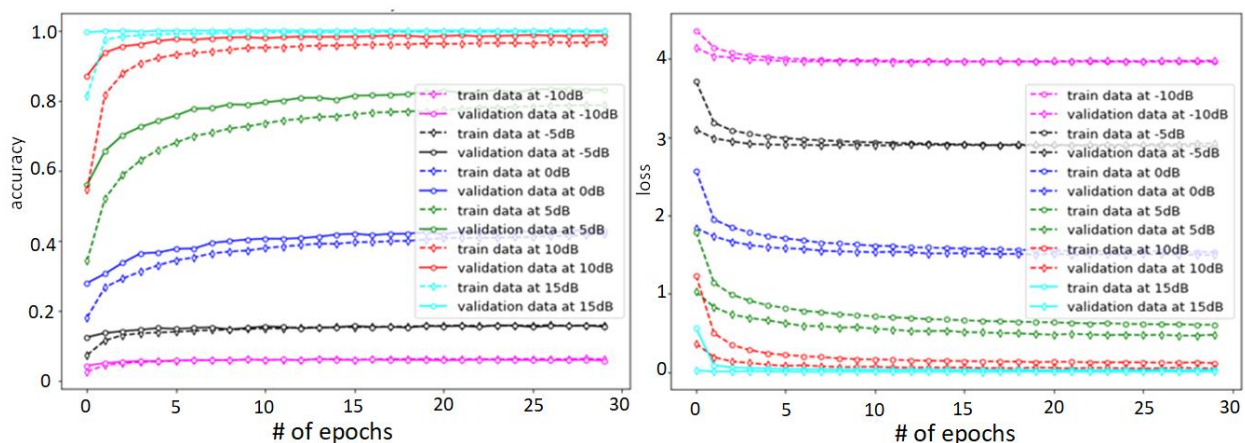 1.0
0.8
0.6
0.4
0.2
0
accuracy
train data at -10dB
validation data at -10dB
train data at -5dB
validation data at -5dB
train data at 0dB
validation data at 0dB
train data at 5dB
validation data at 5dB
train data at 10dB
validation data at 10dB
train data at 15dB
validation data at 15dB
0 5 10 15 20 25 30
# of epochs
4
3
2
1
0
loss
train data at -10dB
validation data at -10dB
train data at -5dB
validation data at -5dB
train data at 0dB
validation data at 0dB
train data at 5dB
validation data at 5dB
train data at 10dB
validation data at 10dB
train data at 15dB
validation data at 15dB
0 5 10 15 20 25 30
# of epochs